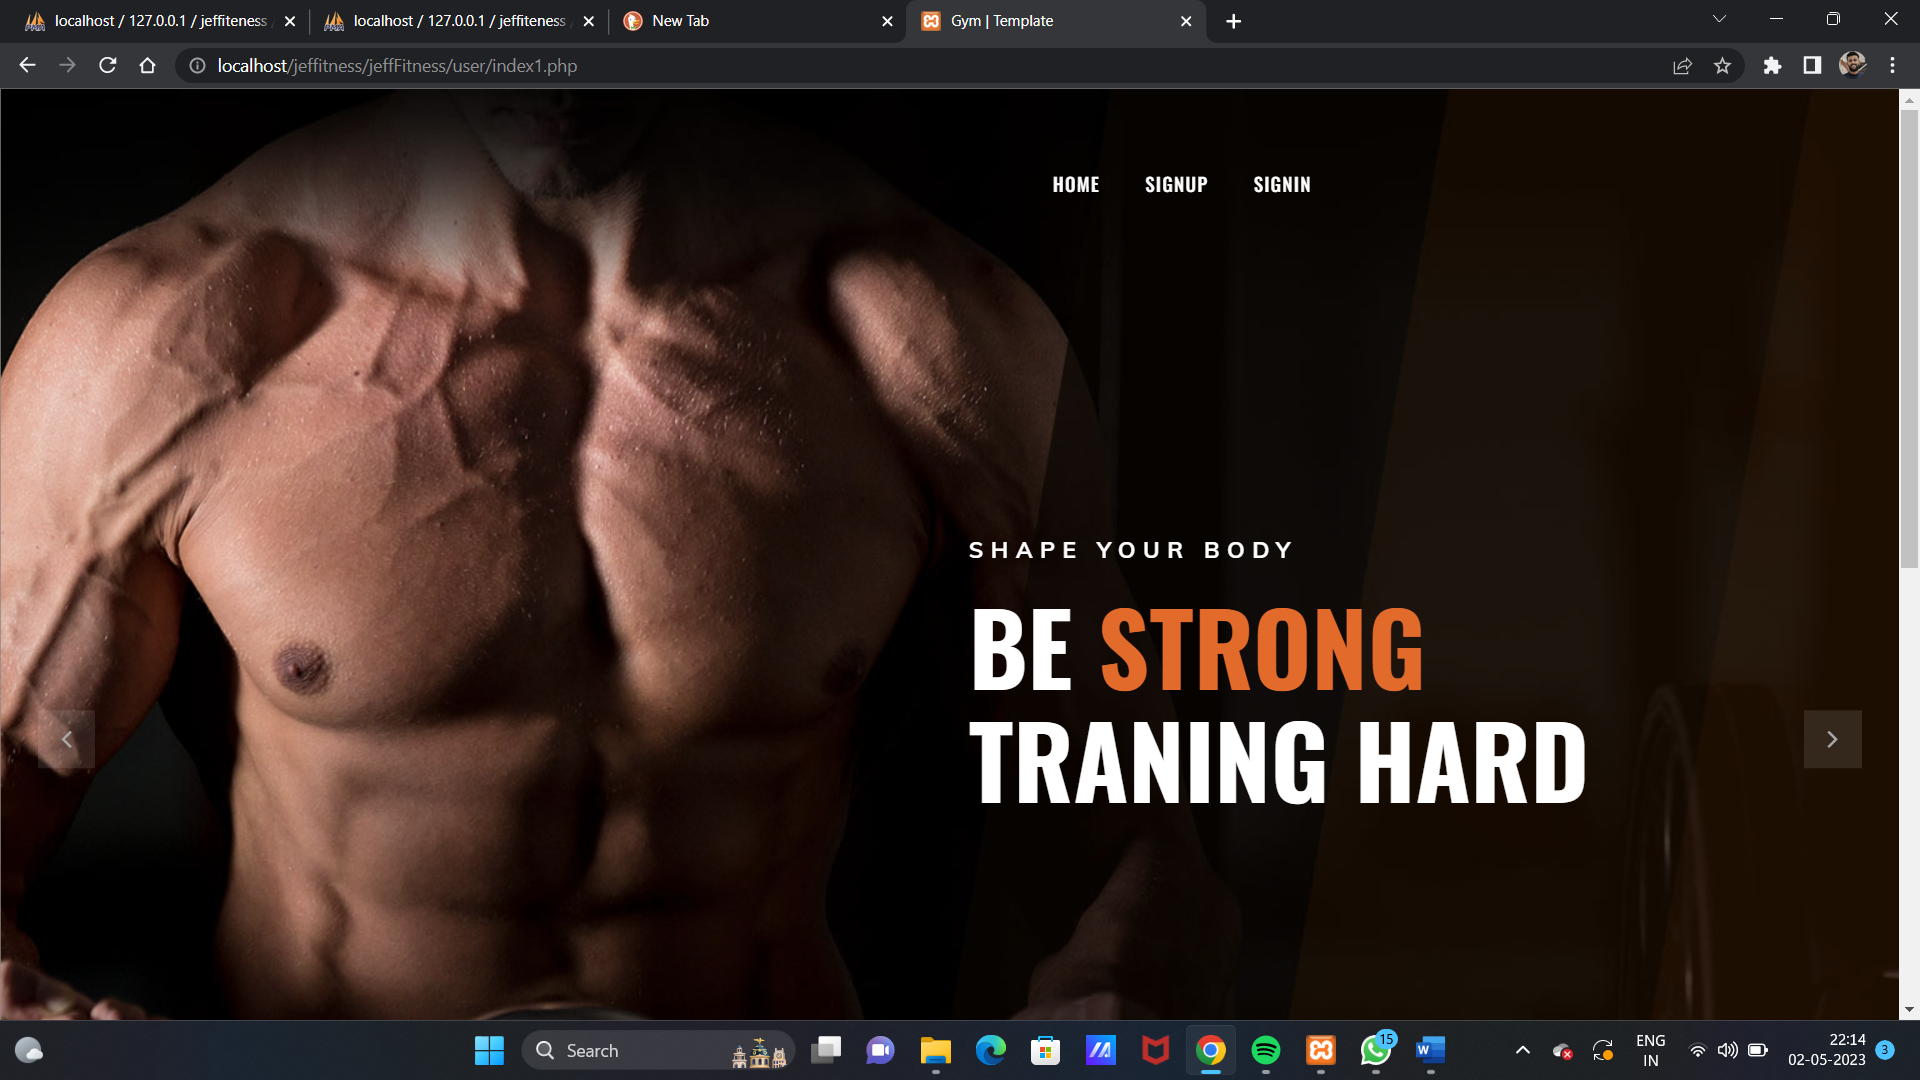 localhost / 127.0.0.1 / jeffiteness
localhost / 127.0.0.1 / jeffiteness
New Tab
Gym | Template
localhost/jeffitness/jeffFitness/user/index1.php
HOME SIGNUP SIGNIN
SHAPE YOUR BODY
BE STRONG
TRANING HARD
Search
15
ENG
IN
22:14
02-05-2023
3